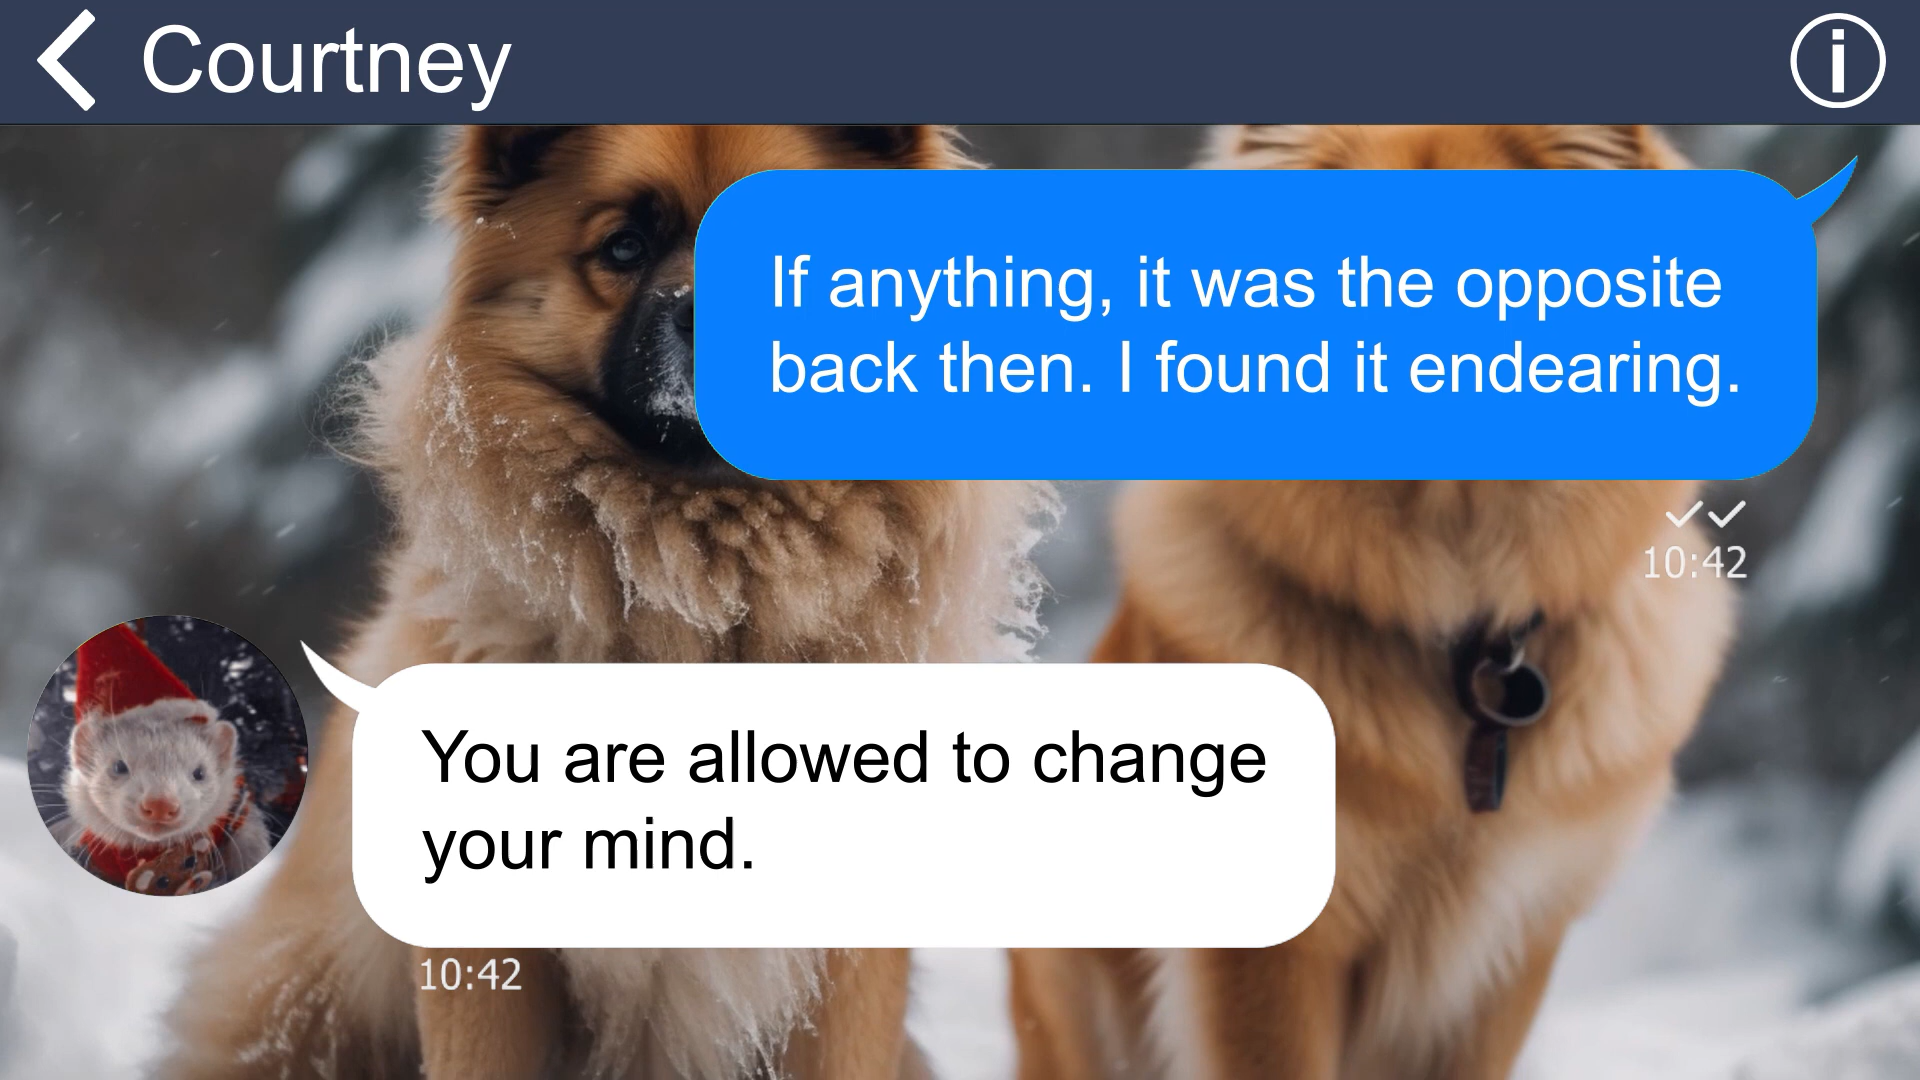 Courtney
If anything, it was the opposite
back then. I found it endearing.
10:42
You are allowed to change
your mind.
10:42